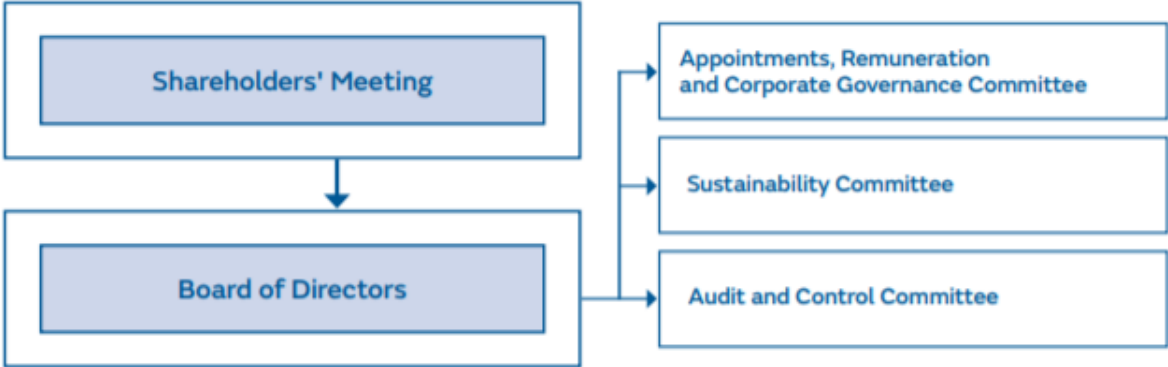 Shareholders' Meeting
Board of Directors
Appointments, Remuneration
and Corporate Governance Committee
Sustainability Committee
Audit and Control Committee